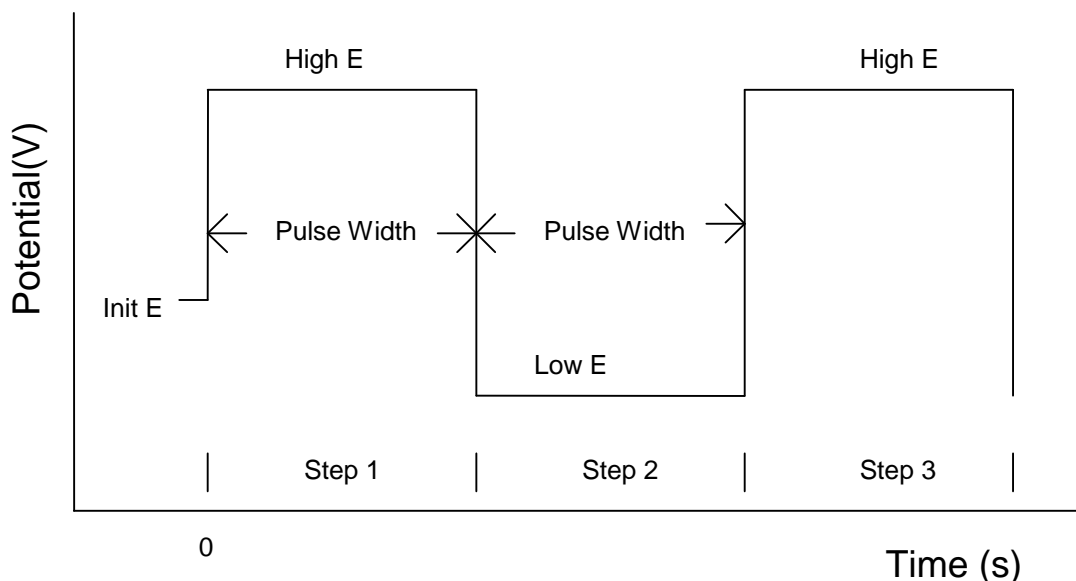 High E
High E
Potential(V)
Pulse Width
Pulse Width
Init E
Low E
Step 1
Step 2
Step 3
0
Time (s)